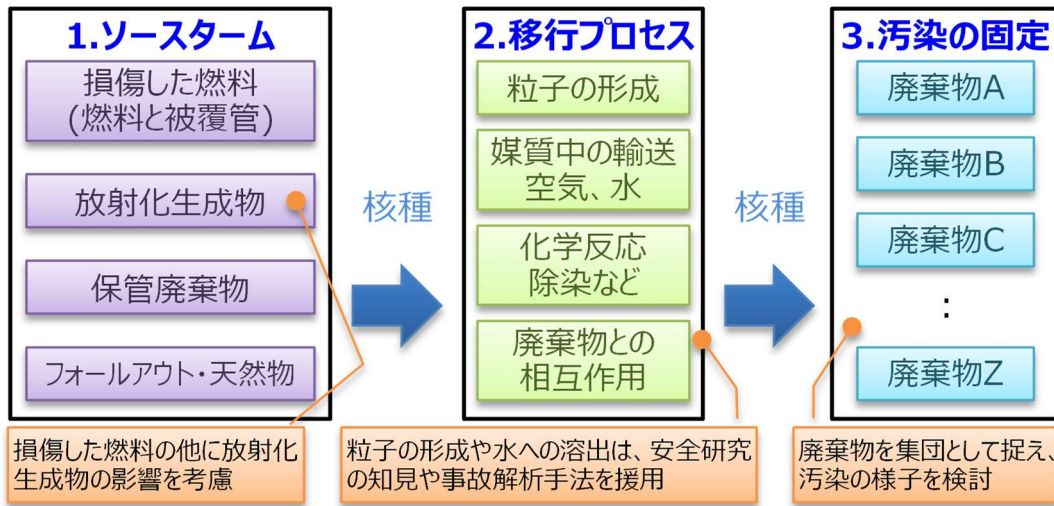 1.ソースターム
損傷した燃料
(燃料と被覆管)
放射化生成物
保管廃棄物
フォールアウト・天然物
核種
2.移行プロセス
粒子の形成
媒質中の輸送
空気、水
化学反応
除染など
廃棄物との
相互作用
核種
3.汚染の固定
廃棄物A
廃棄物B
廃棄物C
:
廃棄物Z
損傷した燃料の他に放射化
生成物の影響を考慮
粒子の形成や水への溶出は、安全研究
の知見や事故解析手法を援用
廃棄物を集団として捉え、
汚染の様子を検討